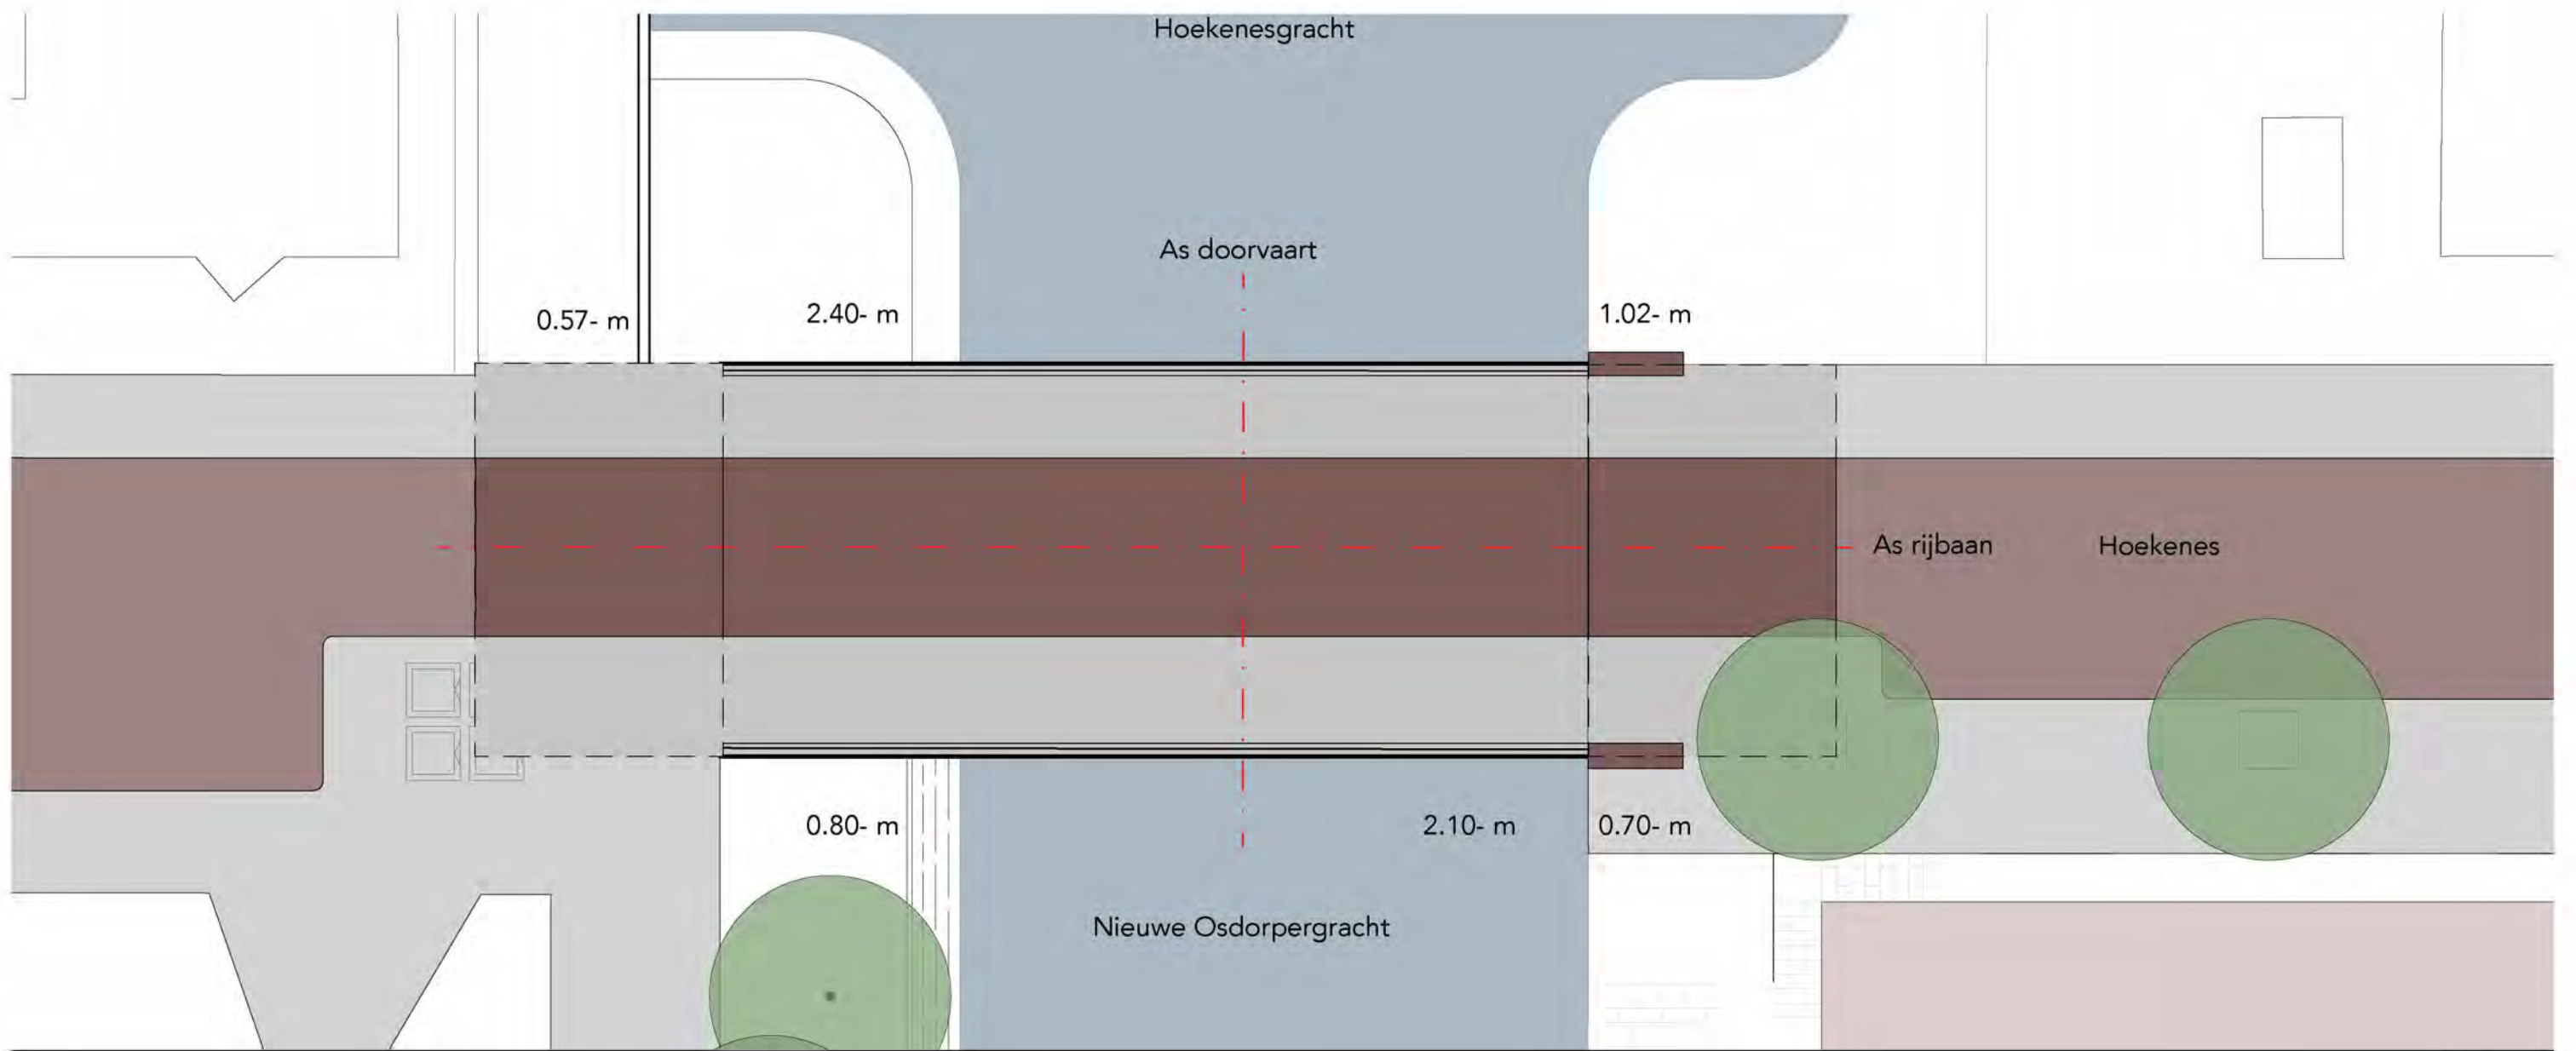 Hoekenesgracht
As doorvaart
0.57- m
2.40- m
1.02- m
As rijbaan
Hoekenes
0.80- m
2.10- m
0.70- m
Nieuwe Osdorpergracht